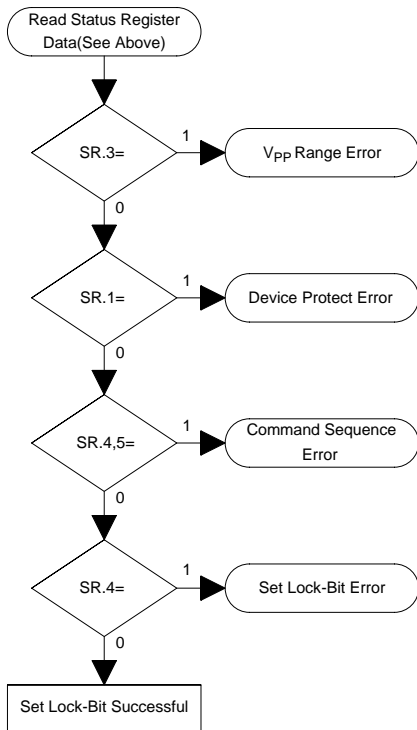 Read Status Register
Data(See Above)
SR.3=
1
VPP Range Error
0
SR.1=
1
Device Protect Error
0
SR.4,5=
1
Command Sequence
Error
0
SR.4=
1
Set Lock-Bit Error
0
Set Lock-Bit Successful